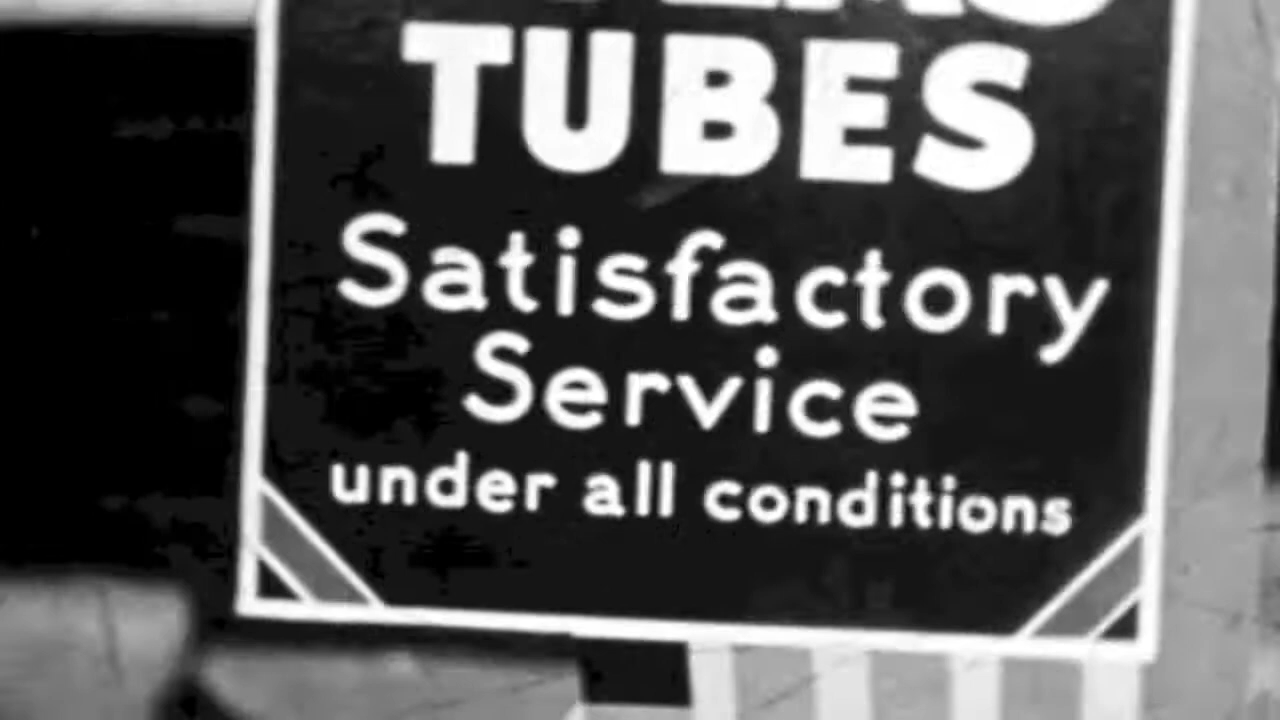 TUBES
Satisfactory
Service
under all conditions